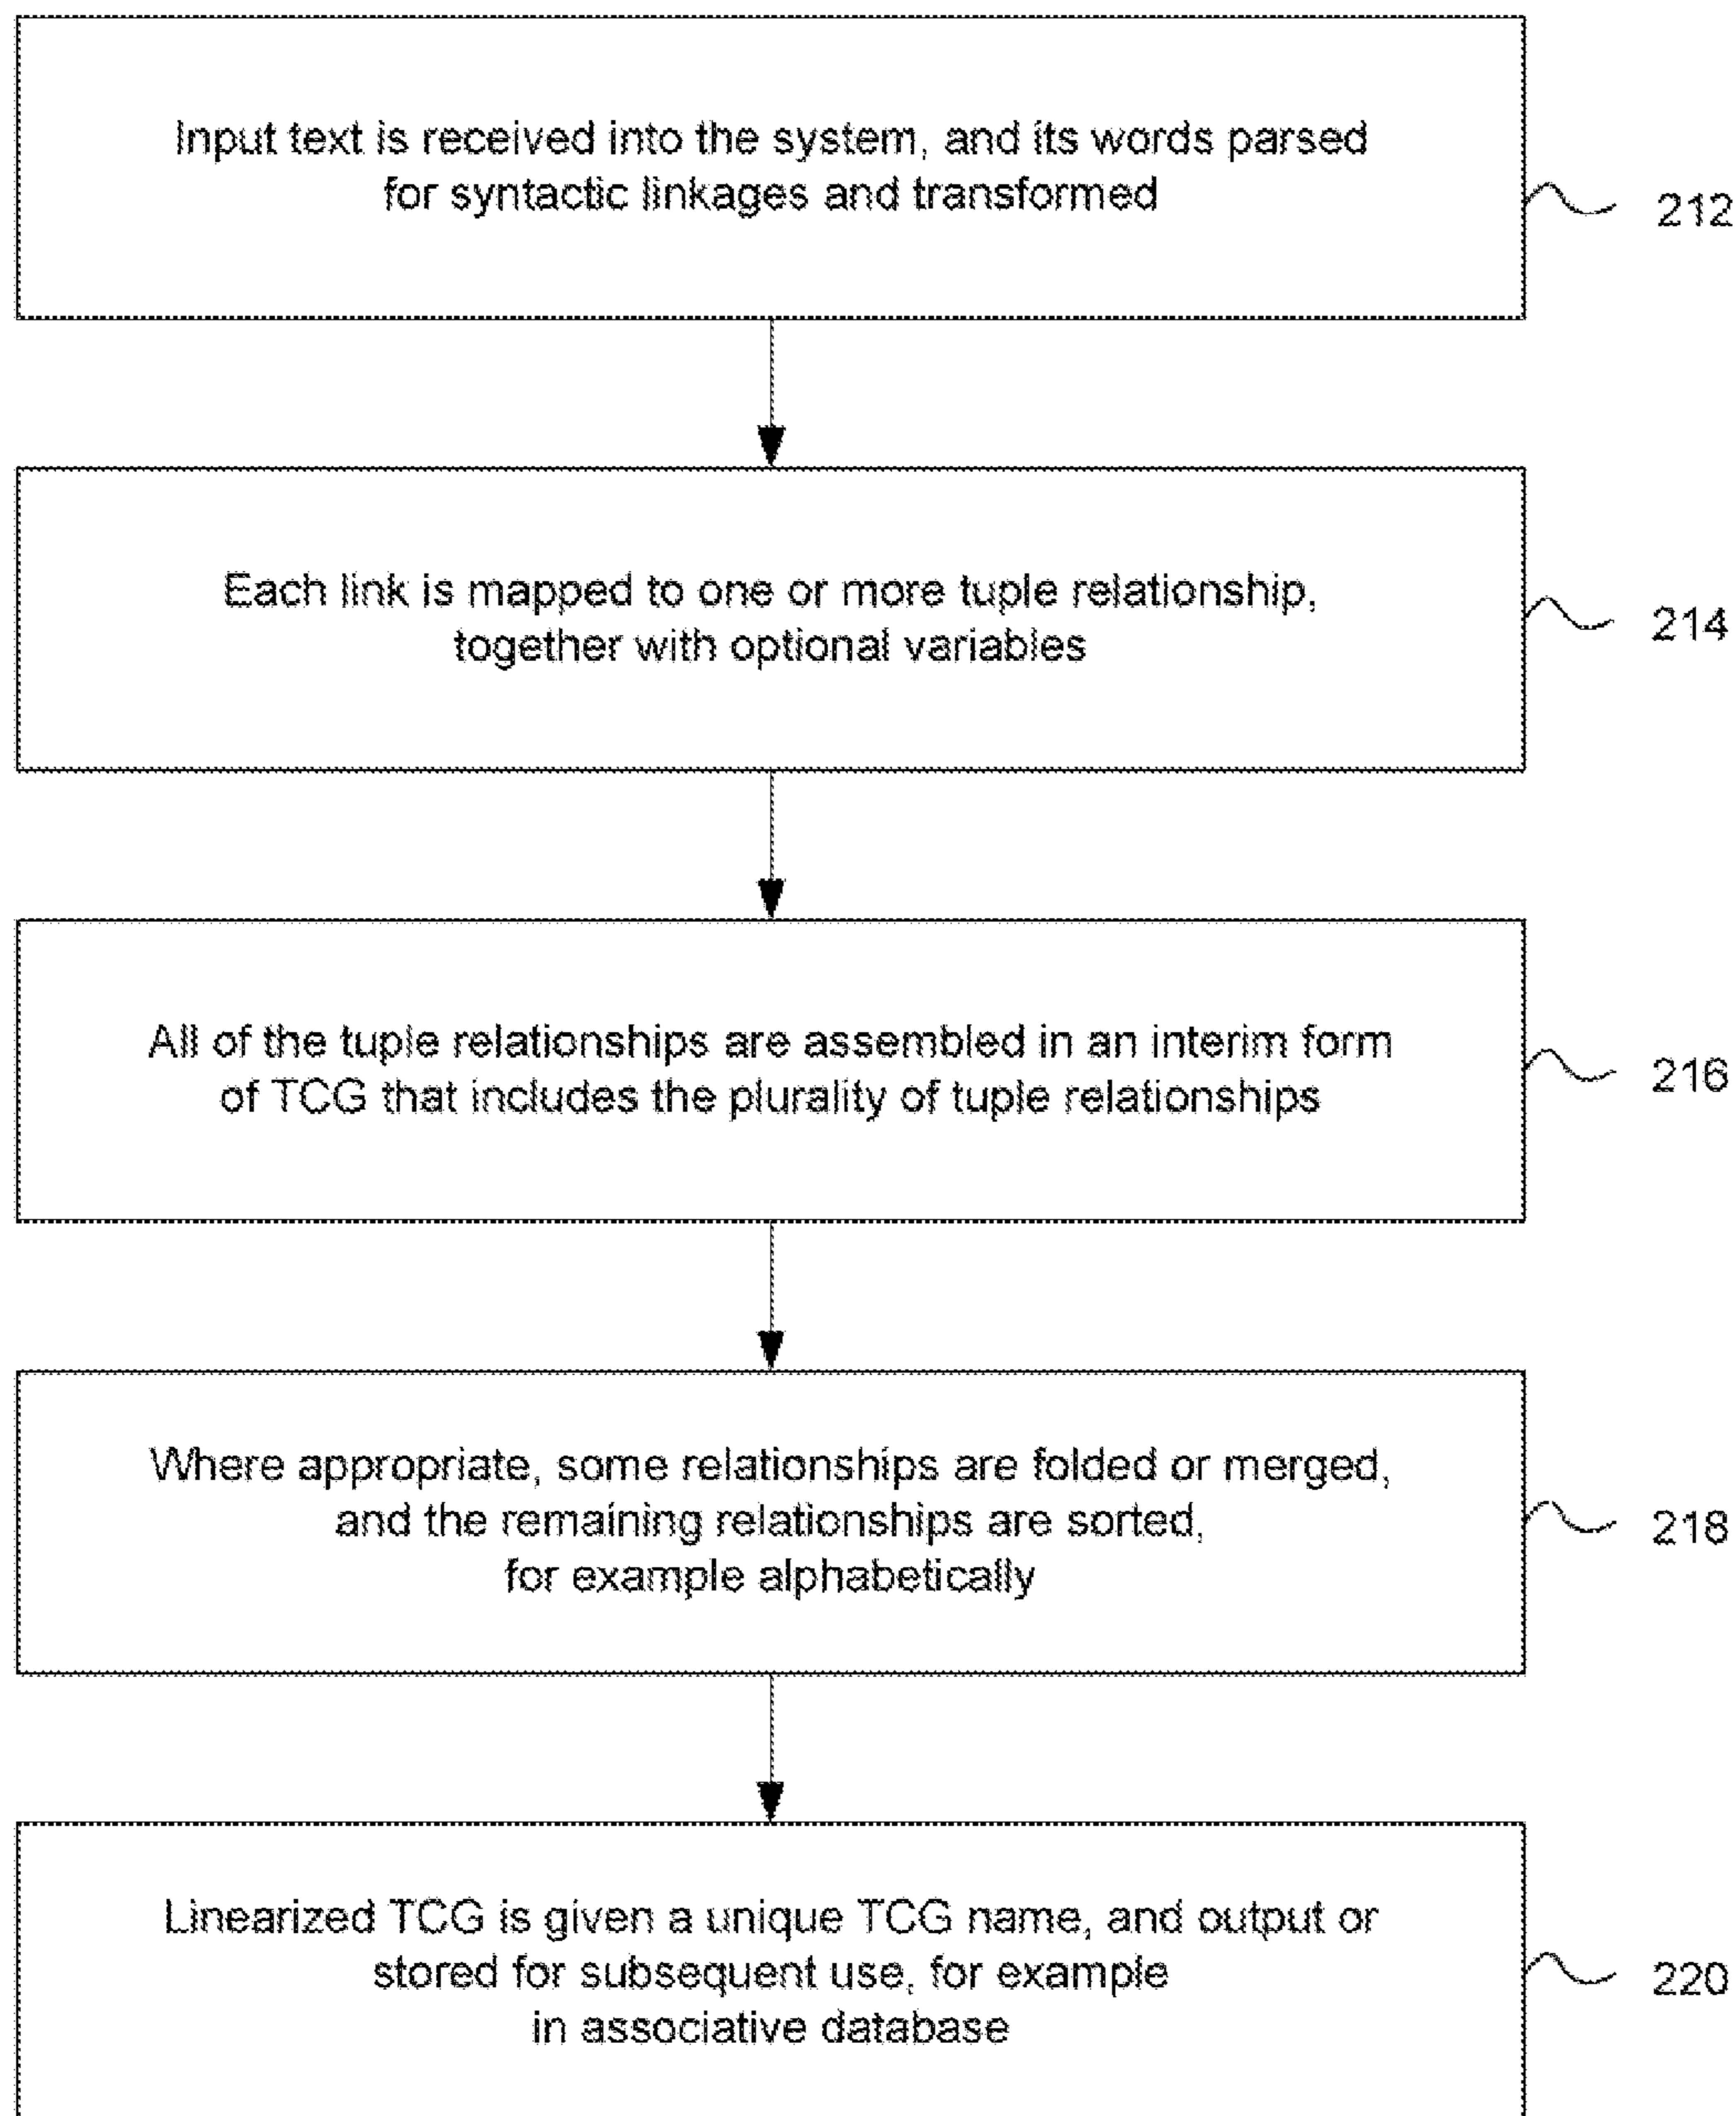 Input text is received into the system, and its words parsed
for syntactic linkages and transformed
212
Each link is mapped to one or more tuple relationship,
together with optional variables
214
All of the tuple relationships are assembled in an interim form
of TCG that includes the plurality of tuple relationships
216
Where appropriate, some relationships are folded or merged,
and the remaining relationships are sorted,
for example alphabetically
218
Linearized TCG is given a unique TCG name, and output or
stored for subsequent use, for example
in associative database
220